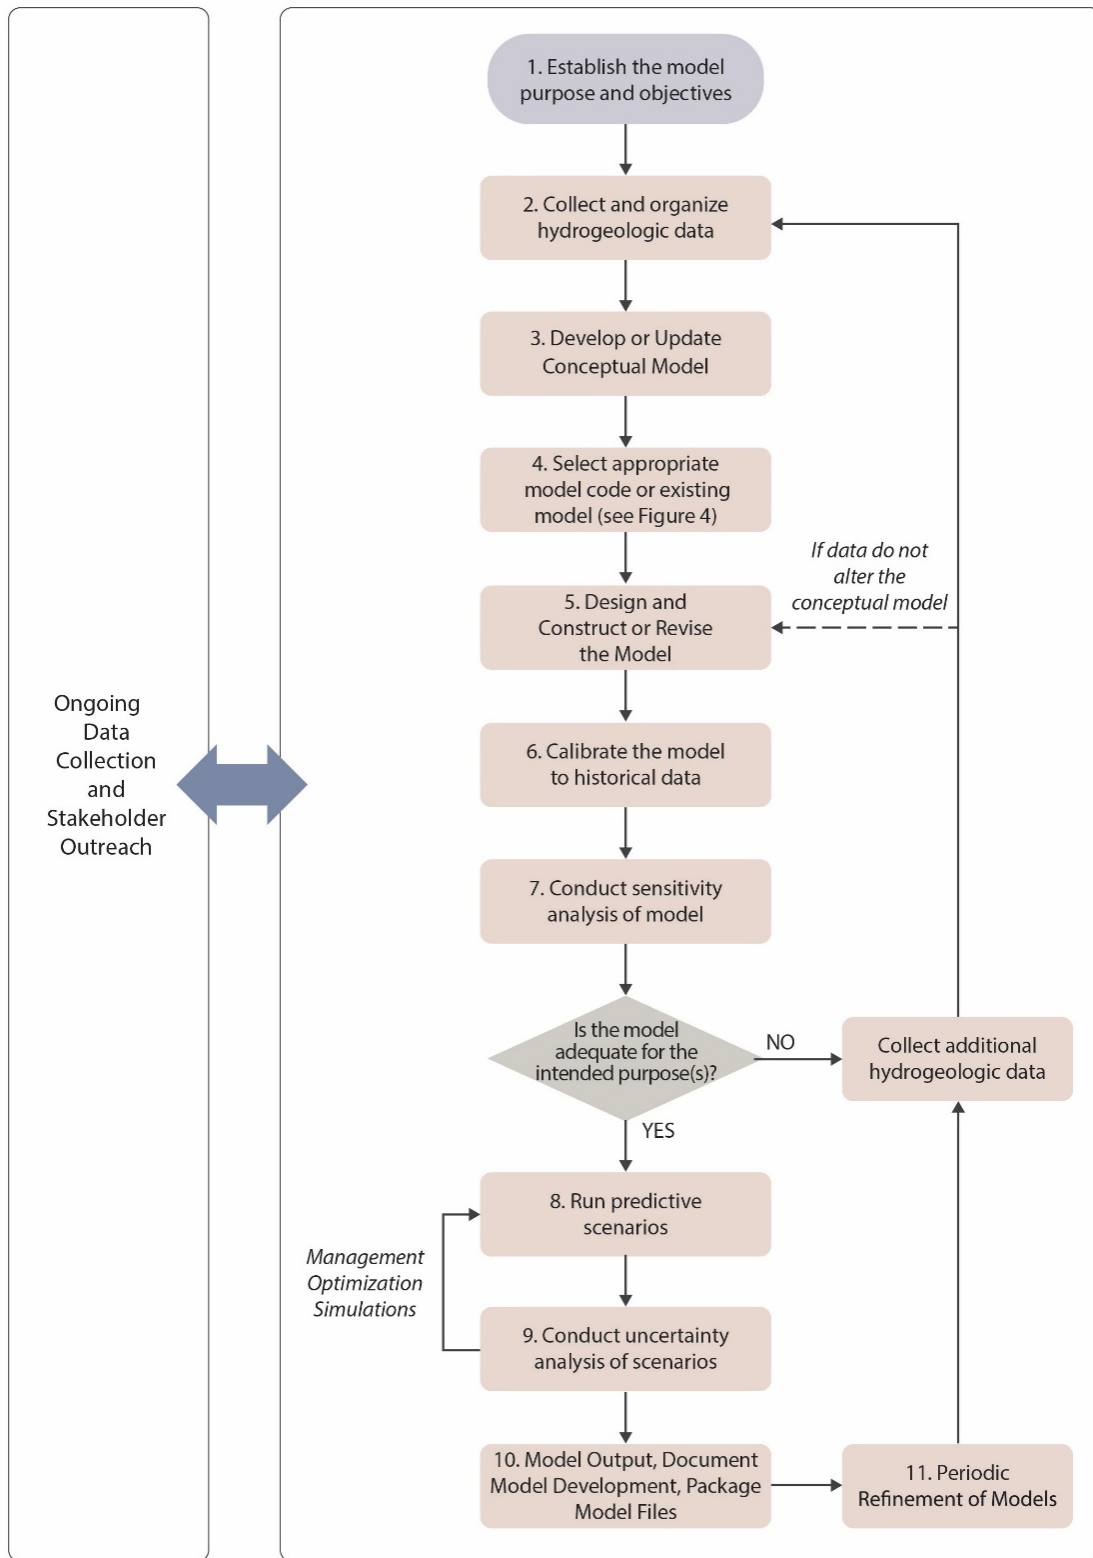 1. Establish the model
purpose and objectives
2. Collect and organize
hydrogeologic data
3. Develop or Update
Conceptual Model
4. Select appropriate
model code or existing
model (see Figure 4)
If data do not
alter the
conceptual model
5. Design and
Construct or Revise
the Model
Ongoing
Data
Collection
and
Stakeholder
Outreach
6. Calibrate the model
to historical data
7. Conduct sensitivity
analysis of model
Is the model
adequate for the
intended purpose(s)?
NO
Collect additional
hydrogeologic data
YES
8. Run predictive
scenarios
Management
Optimization
Simulations
9. Conduct uncertainty
analysis of scenarios
10. Model Output, Document
Model Development, Package
Model Files
11. Periodic
Refinement of Models